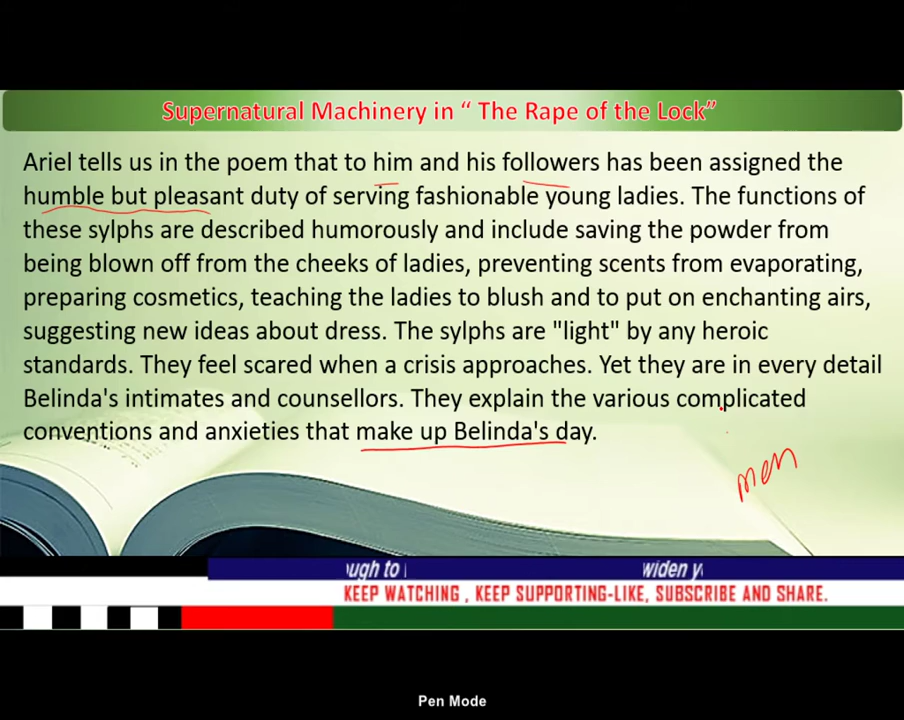 Supernatural Machinery in “ The Rape of the Lock”
Ariel tells us in the poem that to him and his followers has been assigned the
humble but pleasant duty of serving fashionable young ladies. The functions of
these sylphs are described humorously and include saving the powder from
being blown off from the cheeks of ladies, preventing scents from evaporating,
preparing cosmetics, teaching the ladies to blush and to put on enchanting airs,
suggesting new ideas about dress. The sylphs are "light" by any heroic
standards. They feel scared when a crisis approaches. Yet they are in every detail
Belinda's intimates and counsellors. They explain the various complicated
conventions and anxieties that make up Belinda's day.
men
ugh to
widen y
KEEP WATCHING , KEEP SUPPORTING-LIKE, SUBSCRIBE AND SHARE.
Pen Mode